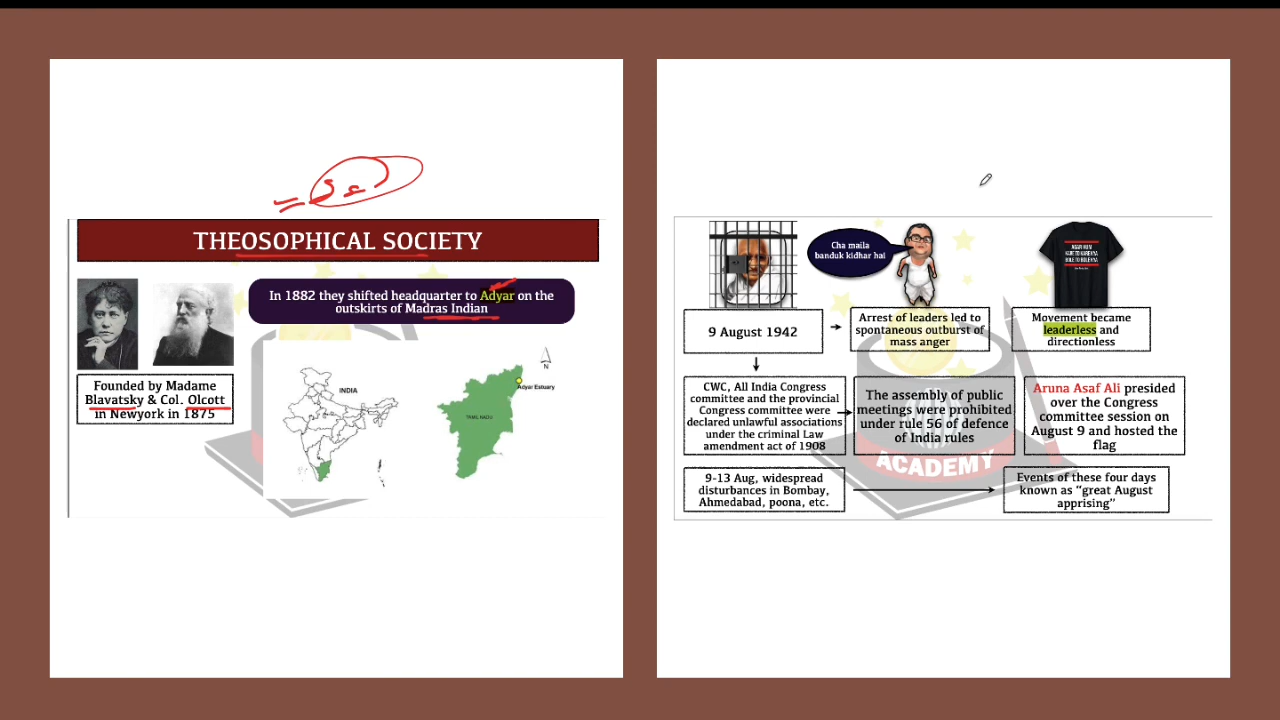 THEOSOPHICAL SOCIETY
In 1882 they shifted headquarter to Adyar on the
outskirts of Madras Indian
Founded by Madame
Blavatsky & Col. Olcott
in Newyork in 1875
INDIA
TAMIL NADU
Adyar Estuary
Cha maila
banduk kidhar hai
9 August 1942
Arrest of leaders led to
spontaneous outburst of
mass anger
Movement became
leaderless and
directionless
CWC, All India Congress
committee and the provincial
Congress committee were
declared unlawful associations
under the criminal Law
amendment act of 1908
The assembly of public
meetings were prohibited
under rule 56 of defence
of India rules
Aruna Asaf Ali presided
over the Congress
committee session on
August 9 and hosted the
flag
ACADEMY
9-13 Aug, widespread
disturbances in Bombay,
Ahmedabad, poona, etc.
Events of these four days
known as “great August
apprising”